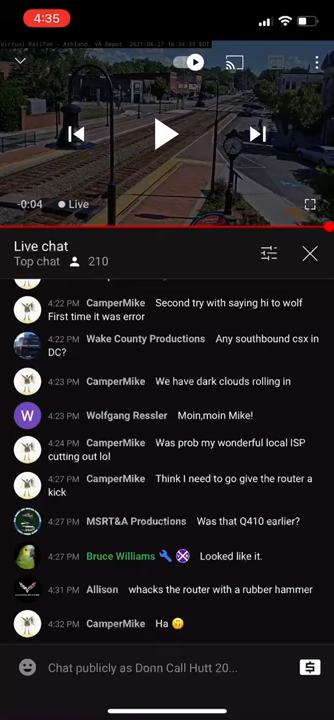 4:35
Virtual Railfan - Ashland, VA Depot 2021-06-27 16:34:35 EDT
-0:04 Live
Live chat
Top chat 210
4:22 PM CamperMike Second try with saying hi to wolf
First time it was error
4:22 PM Wake County Productions Any southbound csx in
DC?
4:23 PM CamperMike We have dark clouds rolling in
W 4:23 PM Wolfgang Ressler Moin,moin Mike!
4:24 PM CamperMike Was prob my wonderful local ISP
cutting out lol
4:27 PM CamperMike Think I need to go give the router a
kick
4:27 PM MSRT&A Productions Was that Q410 earlier?
4:27 PM Bruce Williams Looked like it.
4:31 PM Allison whacks the router with a rubber hammer
4:32 PM CamperMike Ha
Chat publicly as Donn Call Hutt 20...